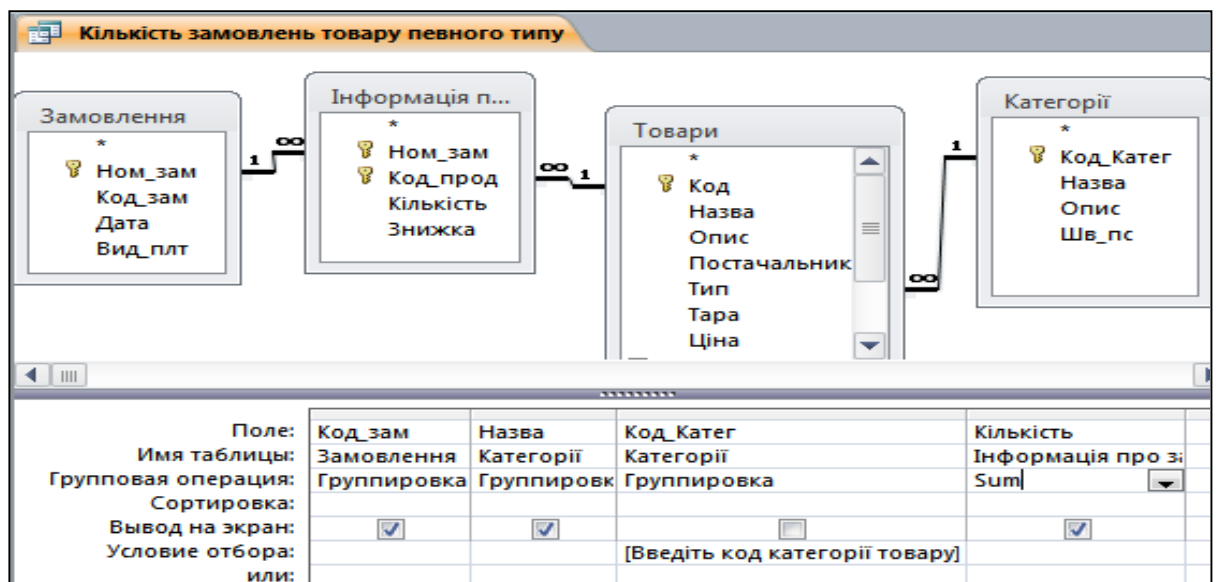 Кількість замовлень товару певного типу
Замовлення
*
Ном_зам
Код_зам
Дата
Вид_плт
1 ∞
Інформація п...
*
Ном_зам
Код_прод
Кількість
Знижка
∞ 1
Товари
*
Код
Назва
Опис
Постачальник
Тип
Тара
Ціна
∞ 1
Категорії
*
Код_Катег
Назва
Опис
Шв_пс
Поле: Код_зам Назва Код_Катег Кількість
Имя таблицы: Замовлення Категорії Категорії Інформація про за
Групповая операция: Группировка Группировк Группировка Sum
Сортировка:
Вывод на экран:
Условие отбора: [Введіть код категорії товару]
или: